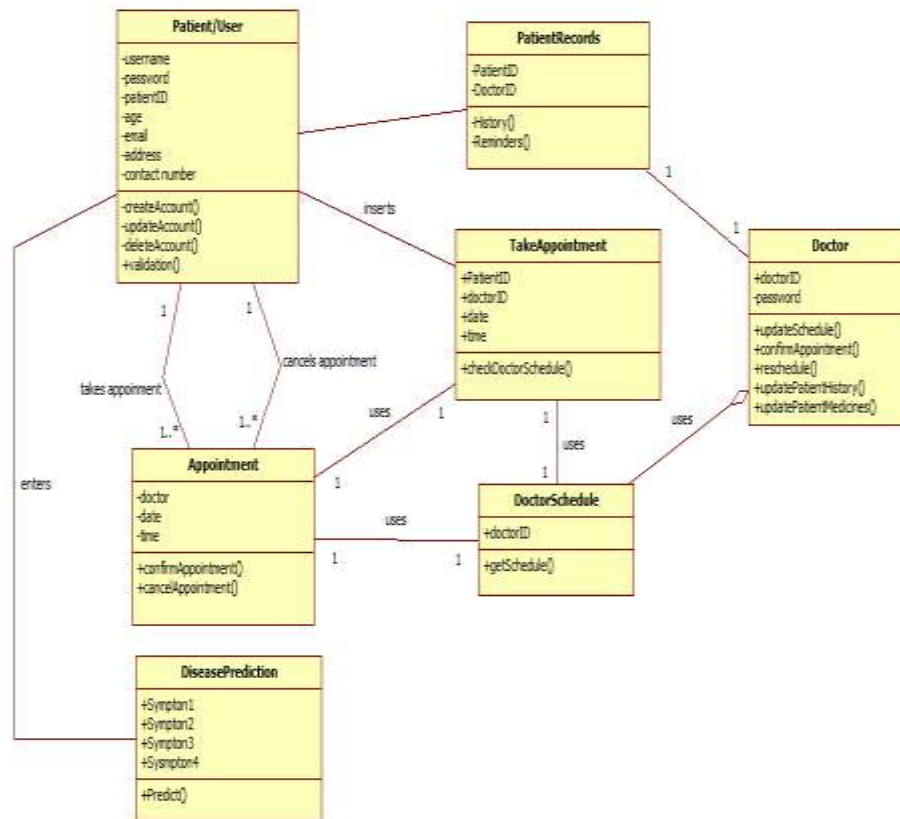 Patient/User
-username
-password
-patientID
-age
-email
-address
-contact number
-createAccount()
-updateAccount()
-deleteAccount()
+validation()
PatientRecords
-PatientID
-DoctorID
-History()
-Reminders()
1
1
inserts
TakeAppointment
+PatientID
+doctorID
+date
+time
+checkDoctorSchedule()
Doctor
+doctorID
-password
+updateSchedule()
+confirmAppointment()
+reschedule()
+updatePatientHistory()
+updatePatientMedicines()
1
1
takes appoinment
cancels appointment
1..*
1..*
uses
1
1
1
uses
1
uses
enters
Appointment
-doctor
-date
-time
+confirmAppointment()
+cancelAppointment()
uses
1
1
DoctorSchedule
+doctorID
+getSchedule()
DiseasePrediction
+Sympton1
+Sympton2
+Sympton3
+Sysmpton4
+Predict()